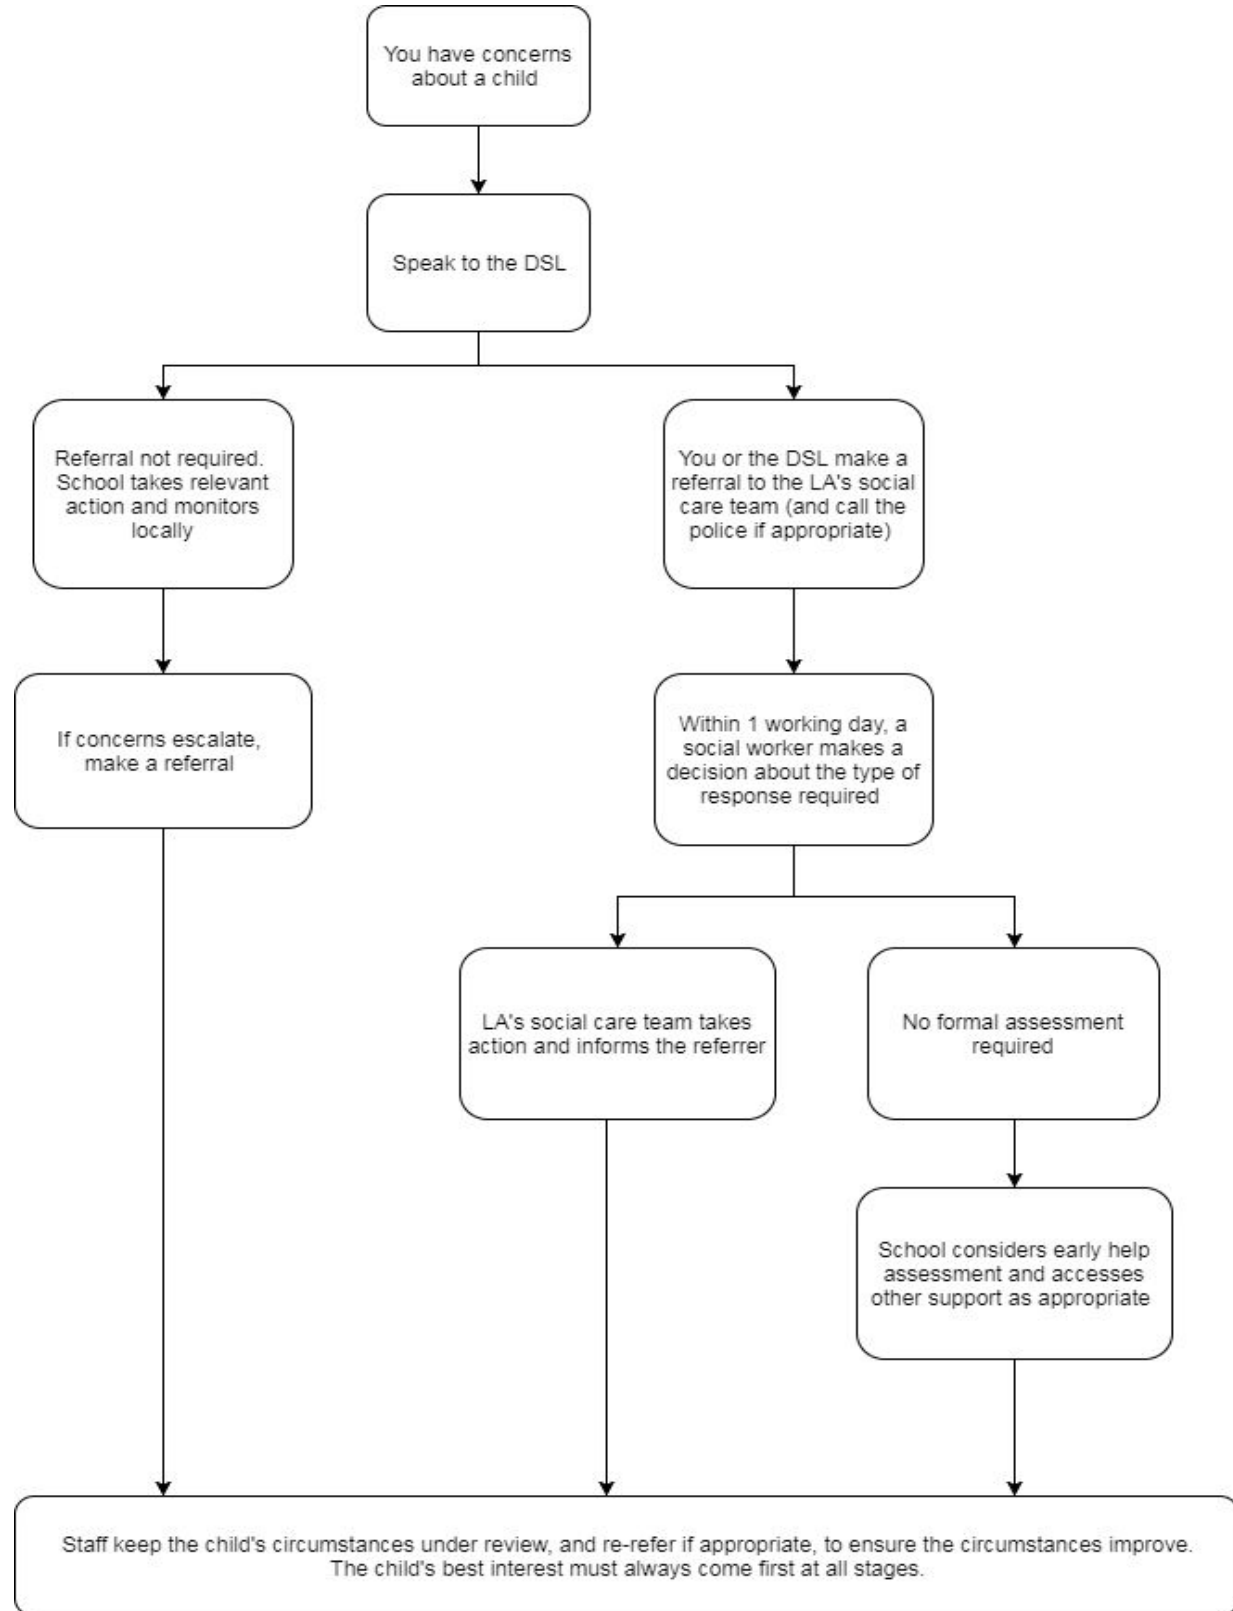 You have concerns
about a child
Speak to the DSL
Referral not required.
School takes relevant
action and monitors
locally
You or the DSL make a
referral to the LA's social
care team (and call the
police if appropriate)
If concerns escalate,
make a referral
Within 1 working day, a
social worker makes a
decision about the type of
response required
LA's social care team takes
action and informs the referrer
No formal assessment
required
School considers early help
assessment and accesses
other support as appropriate
Staff keep the child's circumstances under review, and re-refer if appropriate, to ensure the circumstances improve.
The child's best interest must always come first at all stages.